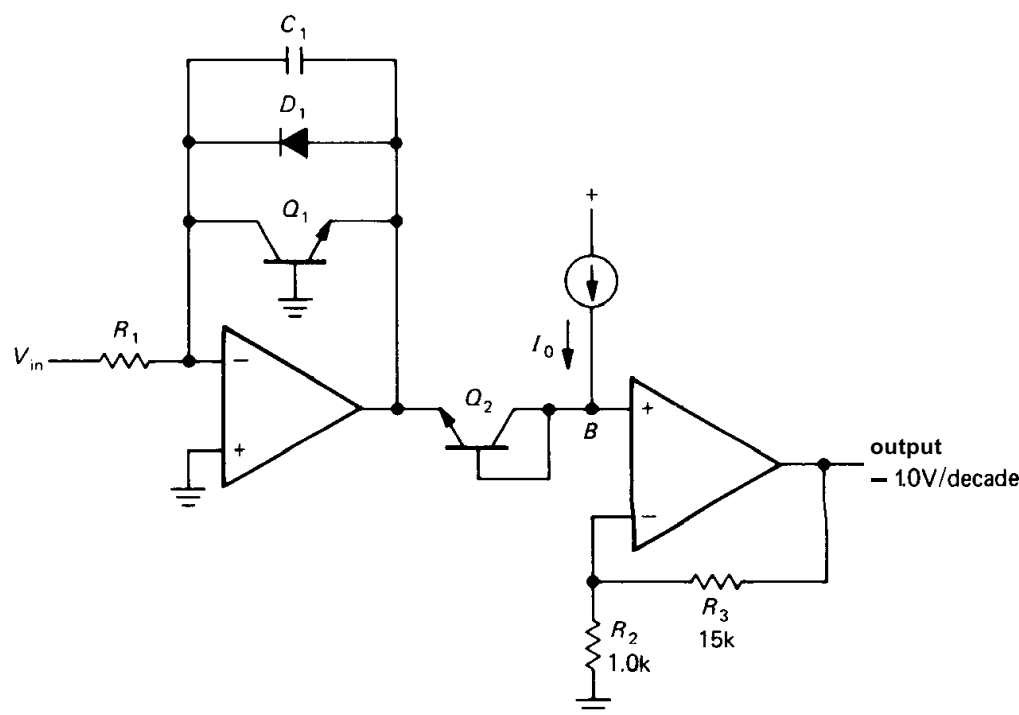 C₁
D₁
Q₁
+
R₁
Vᵢₙ
−
I₀
Q₂
+
B
+
output
− 1.0V/decade
−
R₃
15k
R₂
1.0k